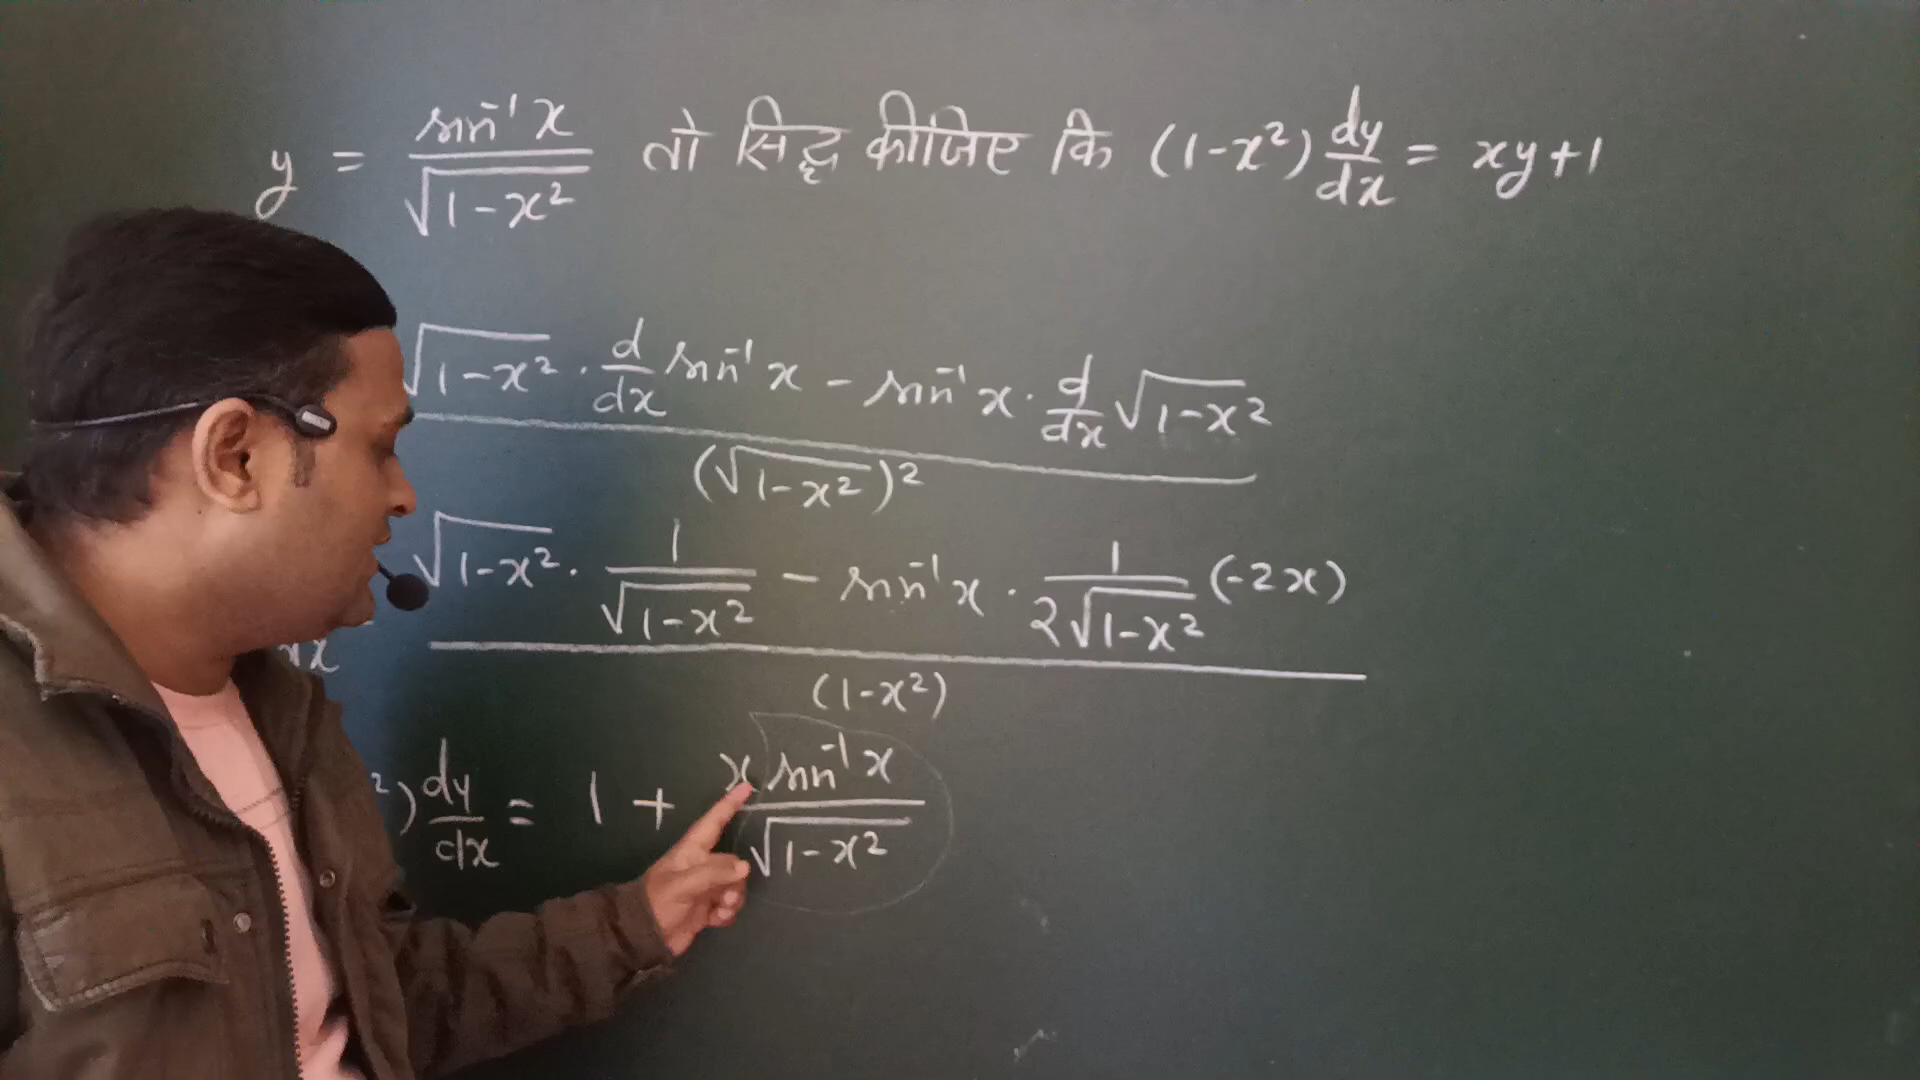 y = sin⁻¹x / √(1-x²) तो सिद्ध कीजिए कि (1-x²) dy/dx = xy+1
√(1-x²) · d/dx sin⁻¹x - sin⁻¹x · d/dx √(1-x²) / (√(1-x²))²
dx √(1-x²) · 1/√(1-x²) - sin⁻¹x · 1/(2√(1-x²)) (-2x) / (1-x²)
²) dy/dx = 1 + x sin⁻¹x / √(1-x²)